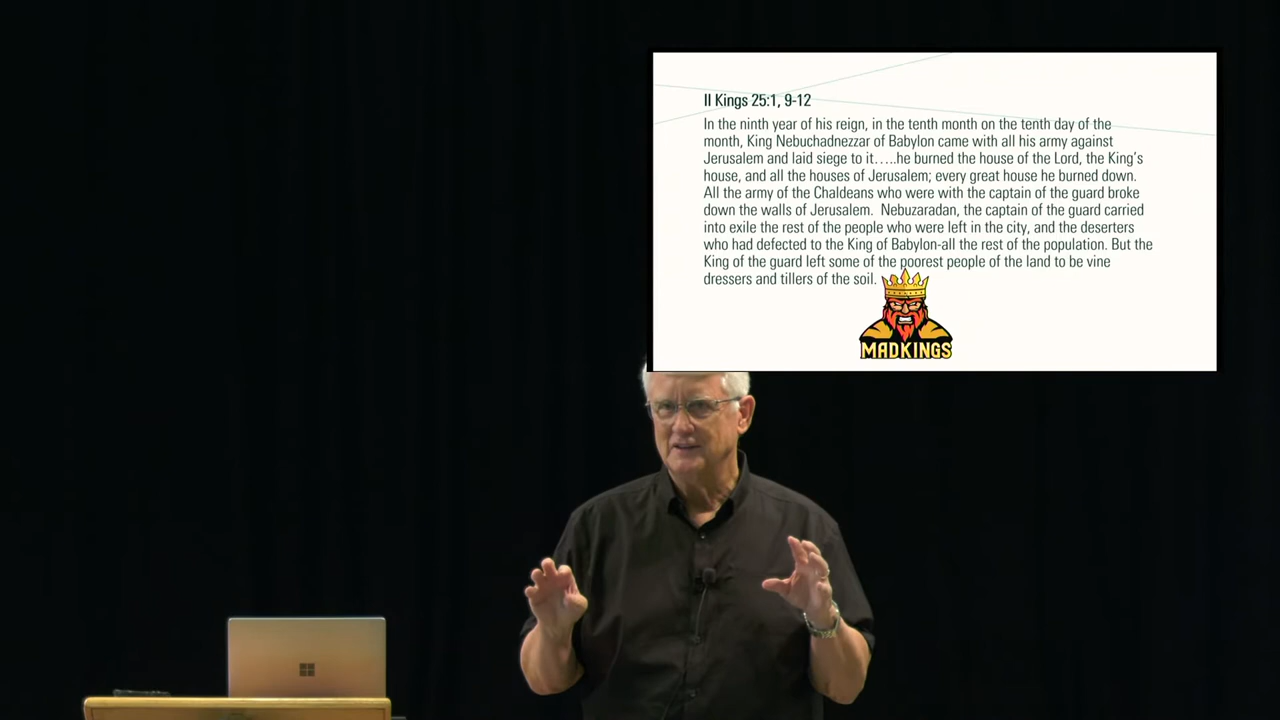 II Kings 25:1, 9-12
In the ninth year of his reign, in the tenth month on the tenth day of the
month, King Nebuchadnezzar of Babylon came with all his army against
Jerusalem and laid siege to it…..he burned the house of the Lord, the King's
house, and all the houses of Jerusalem; every great house he burned down.
All the army of the Chaldeans who were with the captain of the guard broke
down the walls of Jerusalem.  Nebuzaradan, the captain of the guard carried
into exile the rest of the people who were left in the city, and the deserters
who had defected to the King of Babylon-all the rest of the population. But the
King of the guard left some of the poorest people of the land to be vine
dressers and tillers of the soil.
MADKINGS